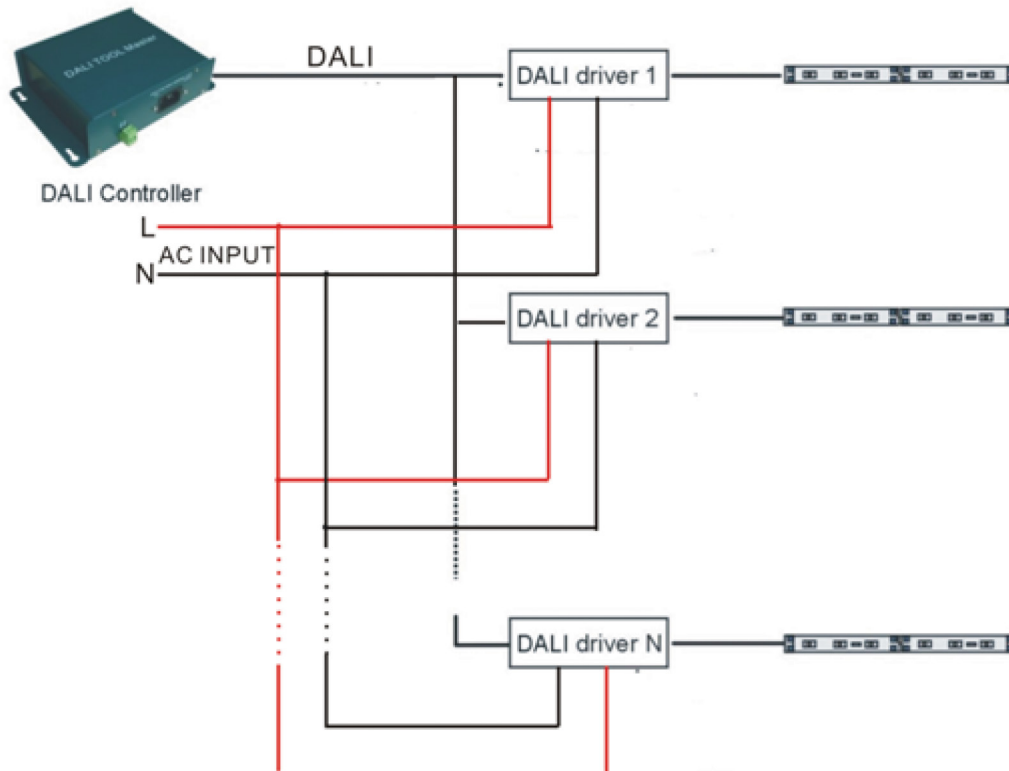 DALI TOOL Master
DALI
DALI driver 1
DALI Controller
L
AC INPUT
N
DALI driver 2
DALI driver N